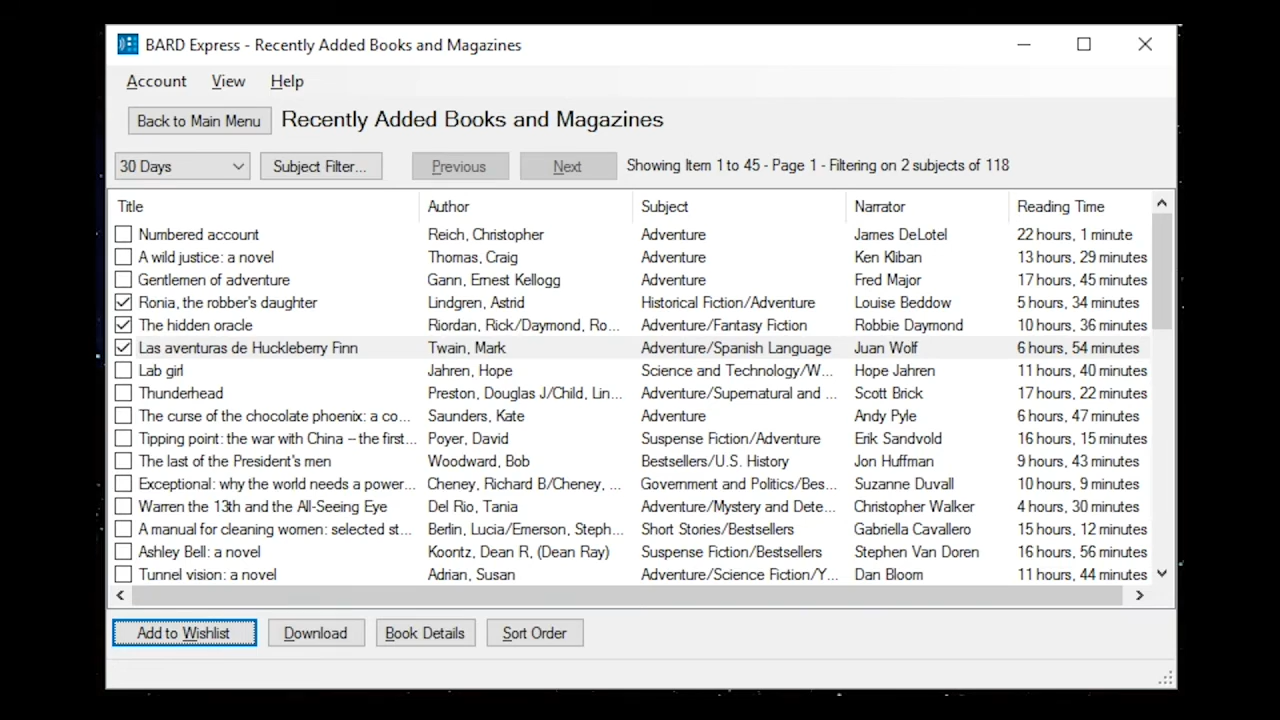 BARD Express - Recently Added Books and Magazines
Account View Help
Back to Main Menu Recently Added Books and Magazines
30 Days Subject Filter... Previous Next Showing Item 1 to 45 - Page 1 - Filtering on 2 subjects of 118
Title Author Subject Narrator Reading Time
Numbered account Reich, Christopher Adventure James DeLotel 22 hours, 1 minute
A wild justice: a novel Thomas, Craig Adventure Ken Kliban 13 hours, 29 minutes
Gentlemen of adventure Gann, Ernest Kellogg Adventure Fred Major 17 hours, 45 minutes
Ronia, the robber's daughter Lindgren, Astrid Historical Fiction/Adventure Louise Beddow 5 hours, 34 minutes
The hidden oracle Riordan, Rick/Daymond, Ro... Adventure/Fantasy Fiction Robbie Daymond 10 hours, 36 minutes
Las aventuras de Huckleberry Finn Twain, Mark Adventure/Spanish Language Juan Wolf 6 hours, 54 minutes
Lab girl Jahren, Hope Science and Technology/W... Hope Jahren 11 hours, 40 minutes
Thunderhead Preston, Douglas J/Child, Lin... Adventure/Supernatural and ... Scott Brick 17 hours, 22 minutes
The curse of the chocolate phoenix: a co... Saunders, Kate Adventure Andy Pyle 6 hours, 47 minutes
Tipping point: the war with China -- the first... Poyer, David Suspense Fiction/Adventure Erik Sandvold 16 hours, 15 minutes
The last of the President's men Woodward, Bob Bestsellers/U.S. History Jon Huffman 9 hours, 43 minutes
Exceptional: why the world needs a power... Cheney, Richard B/Cheney, ... Government and Politics/Bes... Suzanne Duvall 10 hours, 9 minutes
Warren the 13th and the All-Seeing Eye Del Rio, Tania Adventure/Mystery and Dete... Christopher Walker 4 hours, 30 minutes
A manual for cleaning women: selected st... Berlin, Lucia/Emerson, Steph... Short Stories/Bestsellers Gabriella Cavallero 15 hours, 12 minutes
Ashley Bell: a novel Koontz, Dean R, (Dean Ray) Suspense Fiction/Bestsellers Stephen Van Doren 16 hours, 56 minutes
Tunnel vision: a novel Adrian, Susan Adventure/Science Fiction/Y... Dan Bloom 11 hours, 44 minutes
Add to Wishlist Download Book Details Sort Order